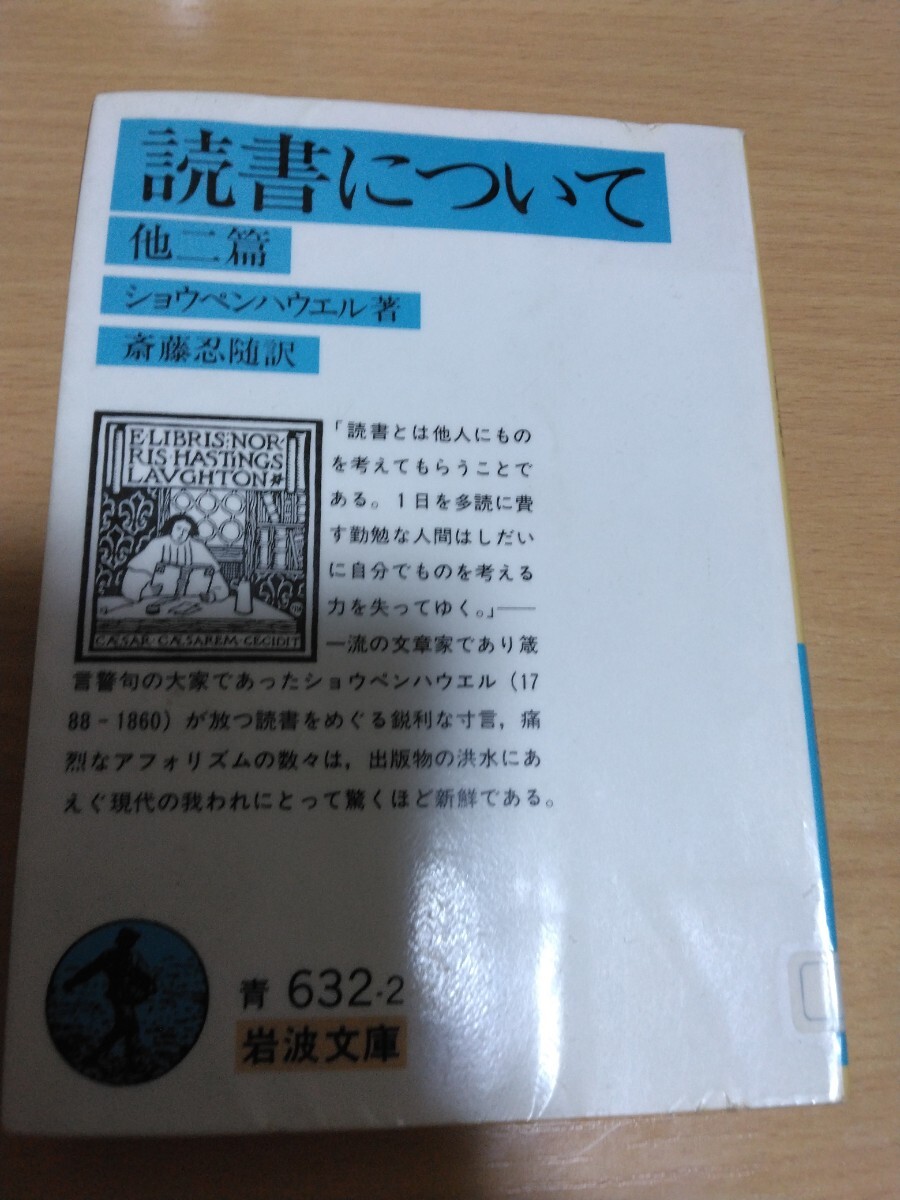 読書について
他二篇
ショウペンハウエル著
斎藤忍随訳
E·LIBRIS·NOR
RIS·HASTINGS
LAVGHTON
CÆSAR·CÆSAREM·CECIDIT
「読書とは他人にもの
を考えてもらうことで
ある。1日を多読に費
す勤勉な人間はしだい
に自分でものを考える
力を失ってゆく。」――
一流の文章家であり箴
言警句の大家であったショウペンハウエル(17
88-1860)が放つ読書をめぐる鋭利な寸言,痛
烈なアフォリズムの数々は,出版物の洪水にあ
えぐ現代の我われにとって驚くほど新鮮である。
青 632-2
岩波文庫